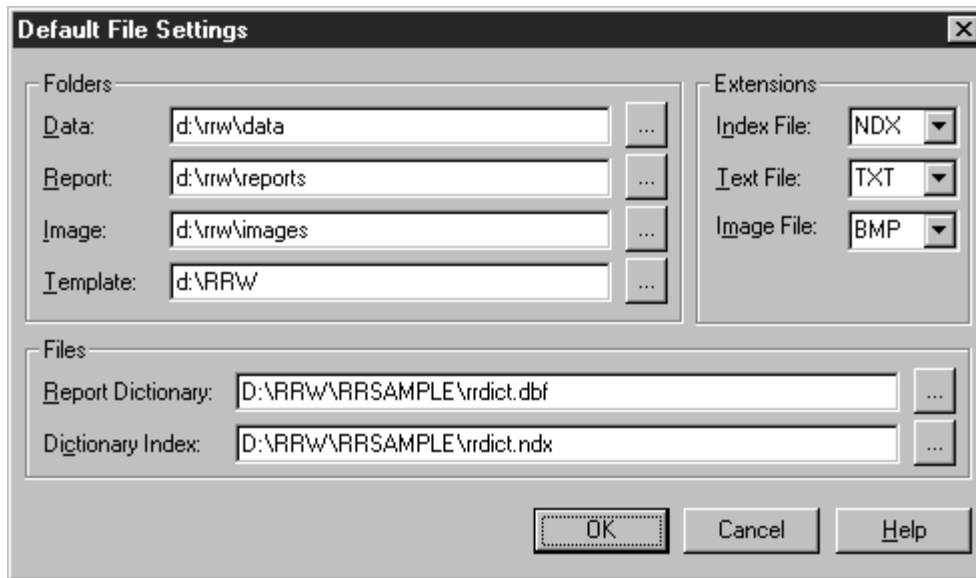 Default File Settings
Folders
Data: d:\rrw\data ...
Report: d:\rrw\reports ...
Image: d:\rrw\images ...
Template: d:\RRW ...
Extensions
Index File: NDX
Text File: TXT
Image File: BMP
Files
Report Dictionary: D:\RRW\RRSAMPLE\rrdict.dbf ...
Dictionary Index: D:\RRW\RRSAMPLE\rrdict.ndx ...
OK Cancel Help